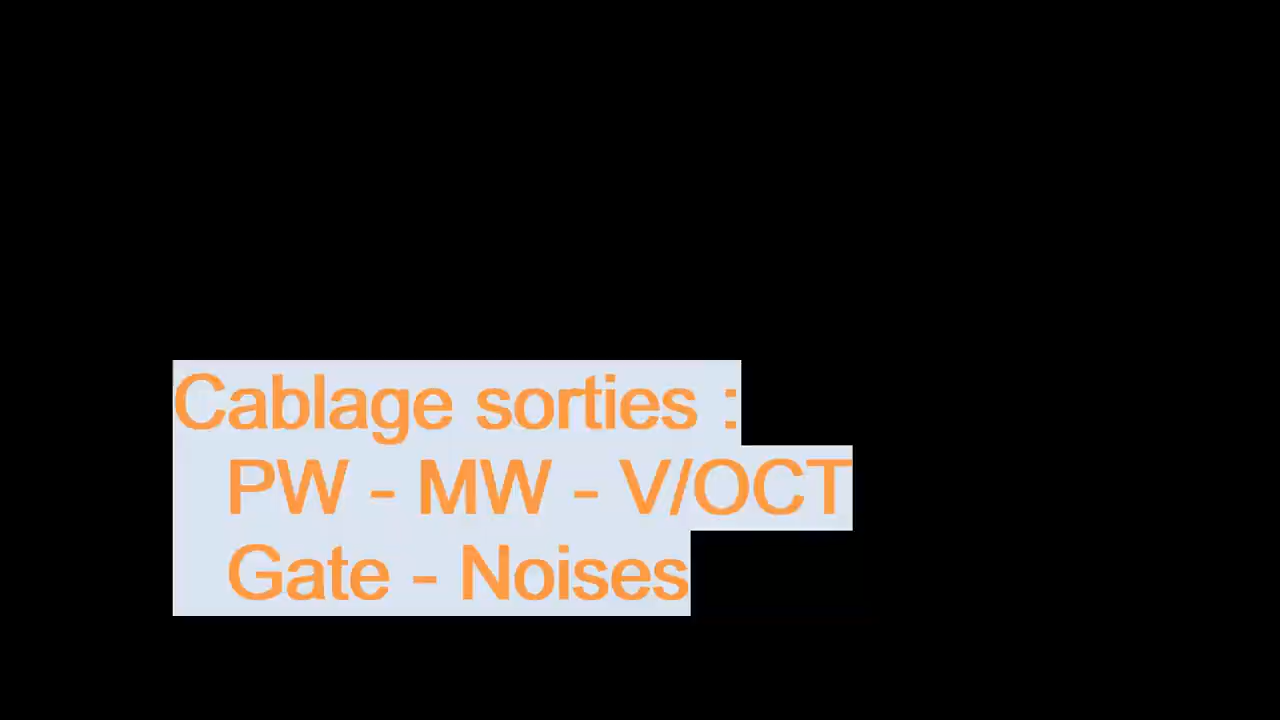 Cablage sorties :
PW - MW - V/OCT
Gate - Noises